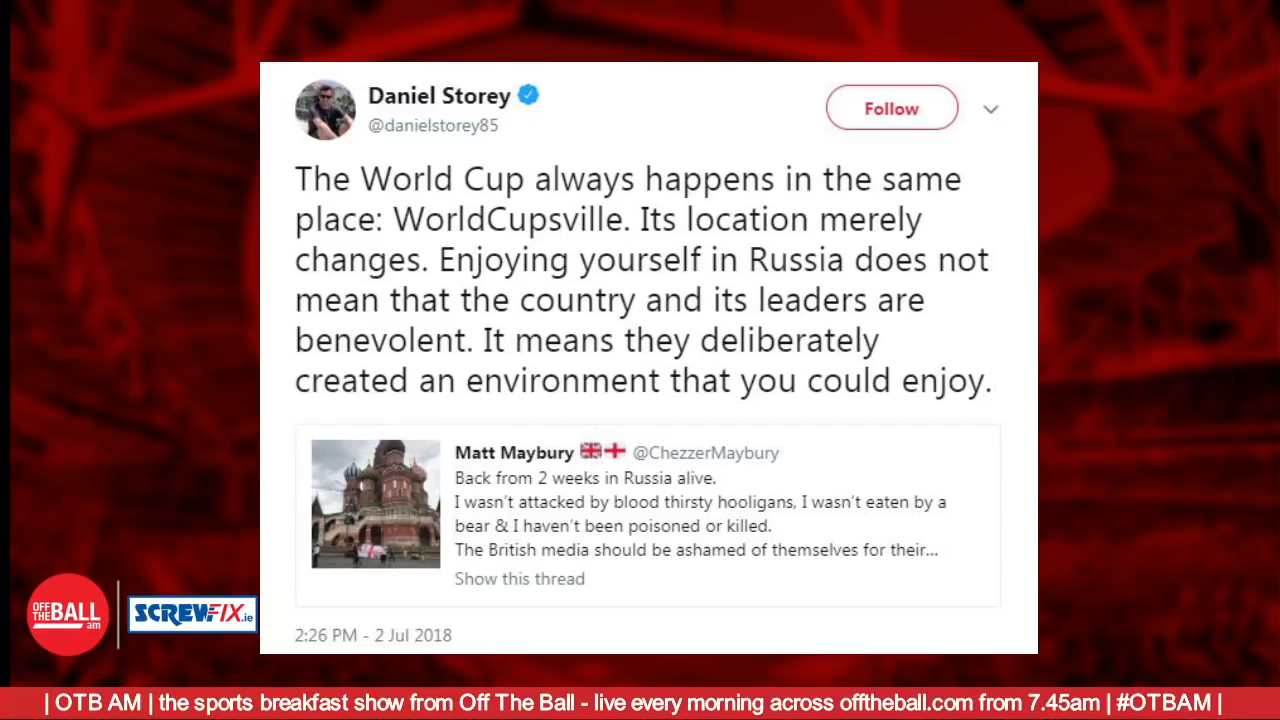 Daniel Storey
@danielstorey85
Follow
The World Cup always happens in the same
place: WorldCupsville. Its location merely
changes. Enjoying yourself in Russia does not
mean that the country and its leaders are
benevolent. It means they deliberately
created an environment that you could enjoy.
Matt Maybury @ChezzerMaybury
Back from 2 weeks in Russia alive.
I wasn't attacked by blood thirsty hooligans, I wasn't eaten by a
bear & I haven't been poisoned or killed.
The British media should be ashamed of themselves for their...
Show this thread
2:26 PM - 2 Jul 2018
OFF
THE BALL
am
SCREWFIX.ie
| OTB AM | the sports breakfast show from Off The Ball - live every morning across offtheball.com from 7.45am | #OTBAM |